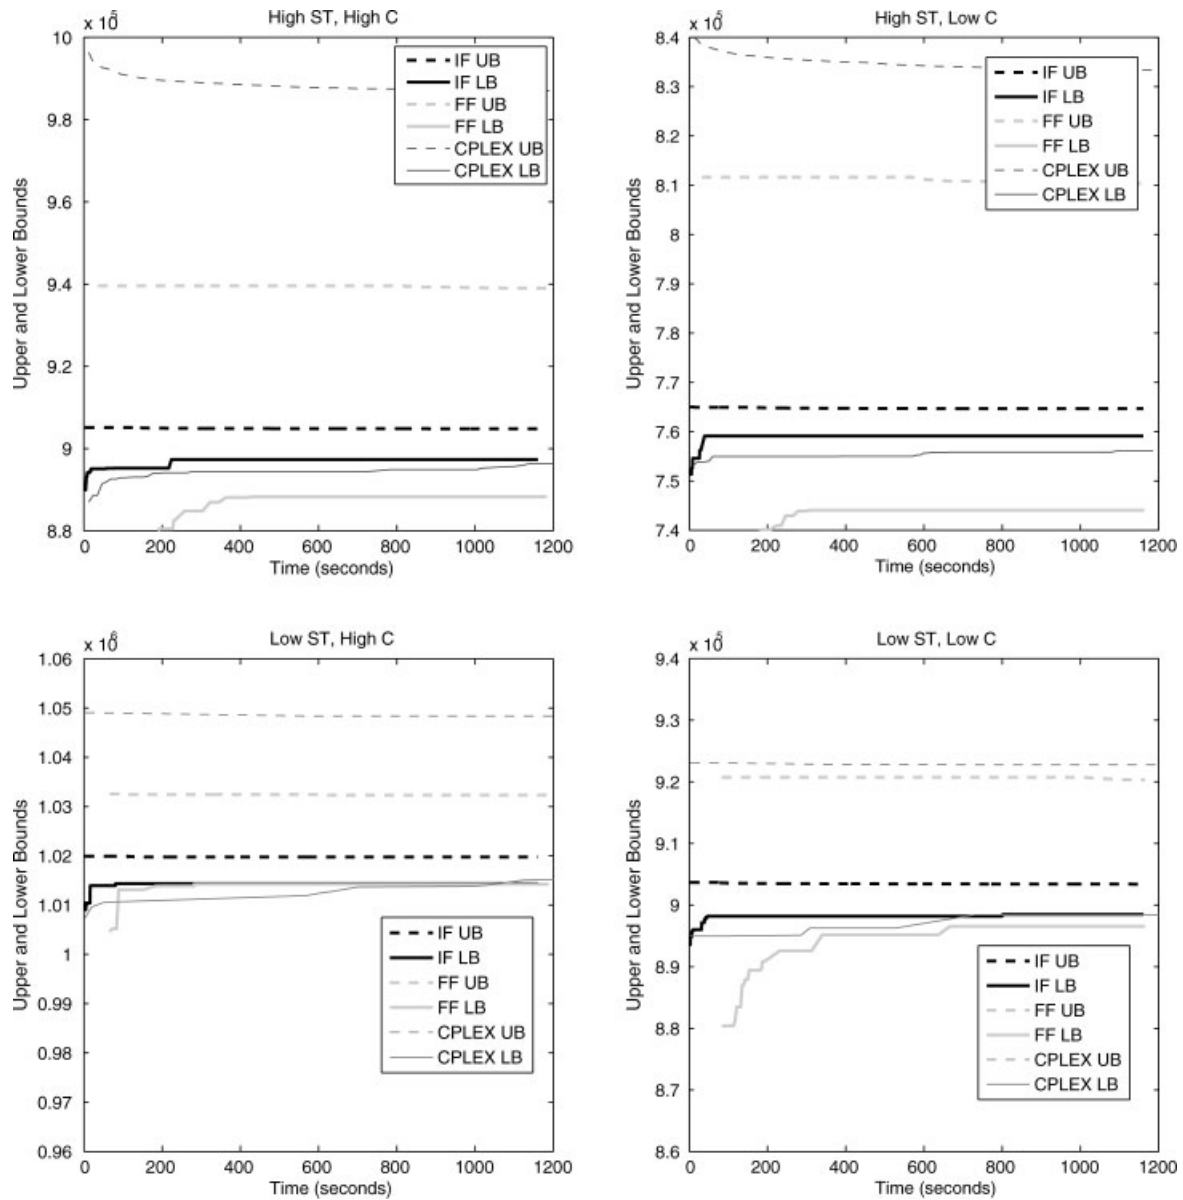 High ST, High C
x 10^5
Upper and Lower Bounds
10
9.8
9.6
9.4
9.2
9
8.8
0 200 400 600 800 1000 1200
Time (seconds)
IF UB
IF LB
FF UB
FF LB
CPLEX UB
CPLEX LB
High ST, Low C
x 10^5
Upper and Lower Bounds
8.4
8.3
8.2
8.1
8
7.9
7.8
7.7
7.6
7.5
7.4
0 200 400 600 800 1000 1200
Time (seconds)
IF UB
IF LB
FF UB
FF LB
CPLEX UB
CPLEX LB
Low ST, High C
x 10^6
Upper and Lower Bounds
1.06
1.05
1.04
1.03
1.02
1.01
1
0.99
0.98
0.97
0.96
0 200 400 600 800 1000 1200
Time (seconds)
IF UB
IF LB
FF UB
FF LB
CPLEX UB
CPLEX LB
Low ST, Low C
x 10^5
Upper and Lower Bounds
9.4
9.3
9.2
9.1
9
8.9
8.8
8.7
8.6
0 200 400 600 800 1000 1200
Time (seconds)
IF UB
IF LB
FF UB
FF LB
CPLEX UB
CPLEX LB